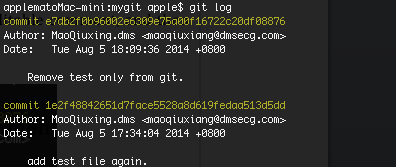 applematoMac-mini:mygit apple$ git log
commit e7db2f0b96002e6309e75a00f16722c20df08876
Author: MaoQiuxing.dms <maoqiuxiang@dmsecg.com>
Date:   Tue Aug 5 18:09:36 2014 +0800
Remove test only from git.
commit 1e2f48842651d7face5528a8d619fedaa513d5dd
Author: MaoQiuxing.dms <maoqiuxiang@dmsecg.com>
Date:   Tue Aug 5 17:34:04 2014 +0800
add test file again.